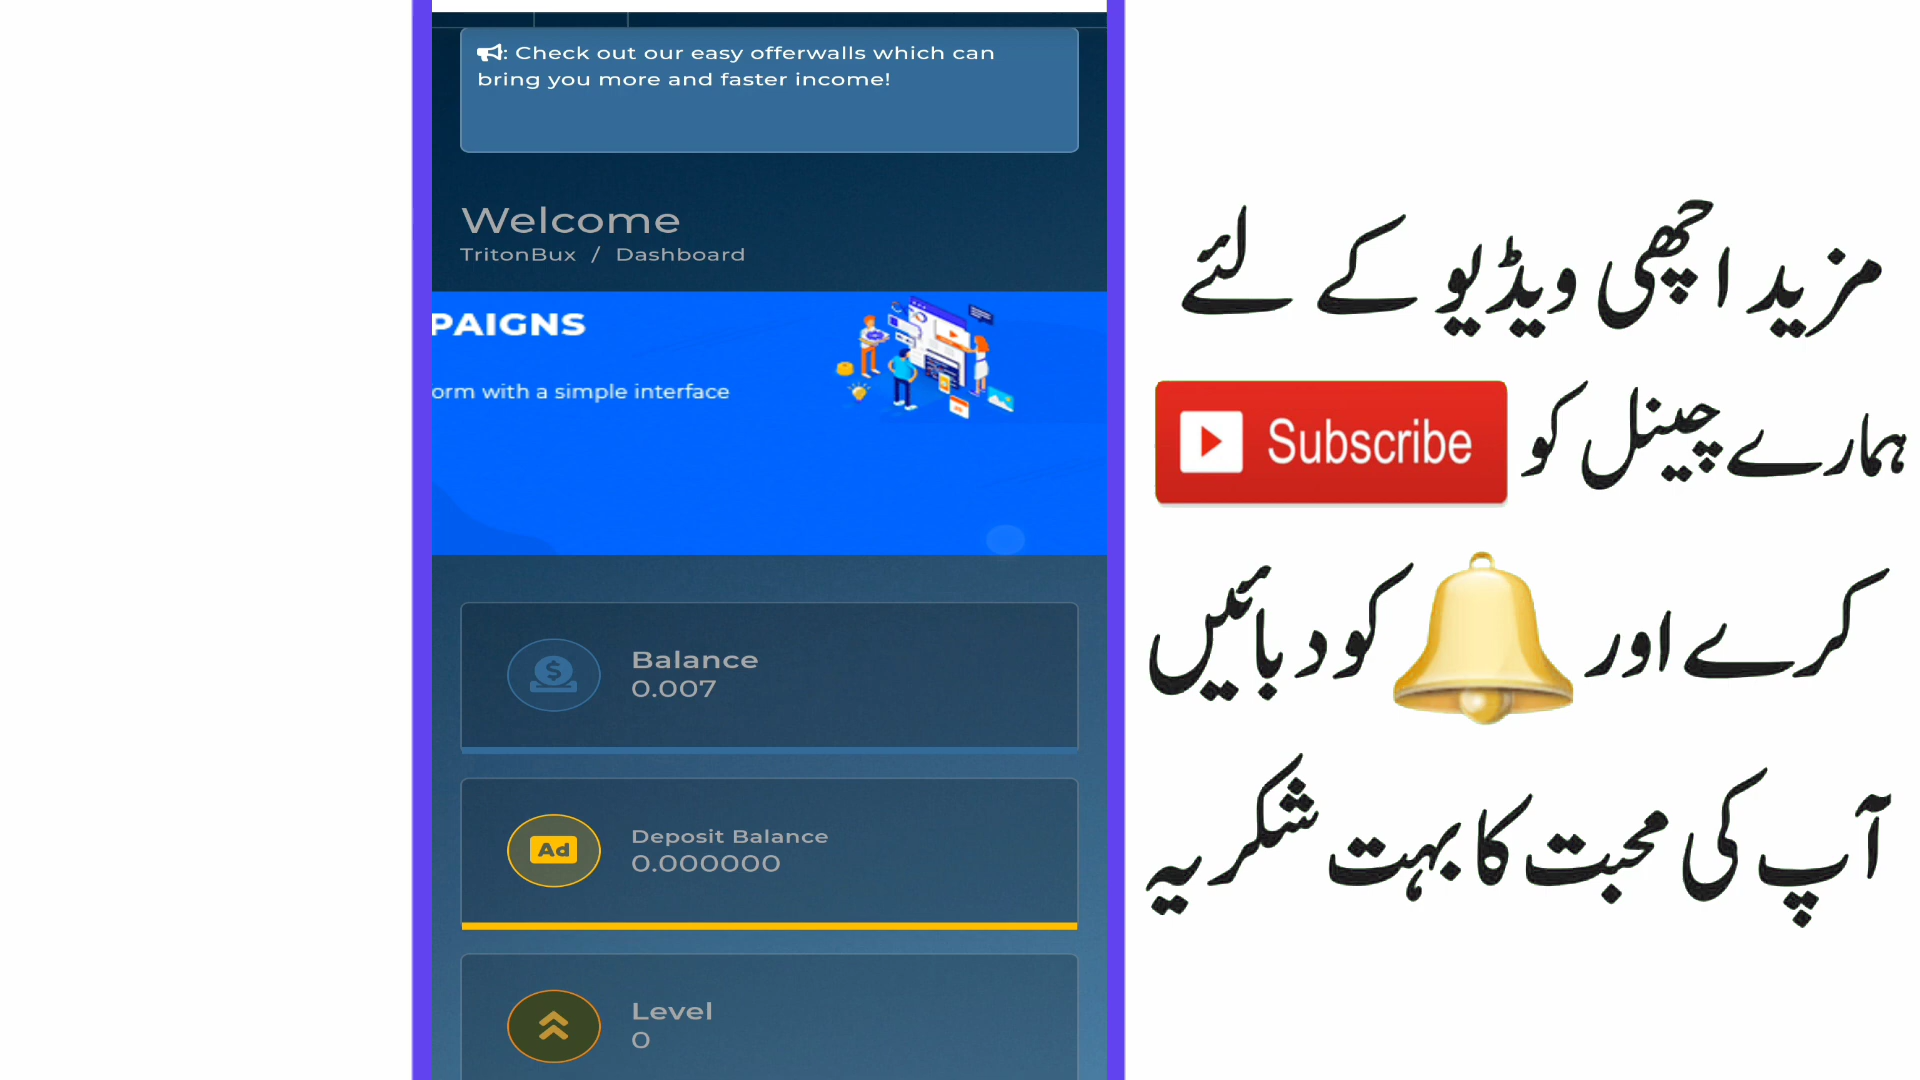 : Check out our easy offerwalls which can
bring you more and faster income!
Welcome
TritonBux / Dashboard
PAIGNS
orm with a simple interface
Balance
0.007
Ad
Deposit Balance
0.000000
Level
0
مزید اچھی ویڈیو کے لئے
ہمارے چینل کو Subscribe
کرے اور کو دبائیں
آپ کی محبت کا بہت شکریہ